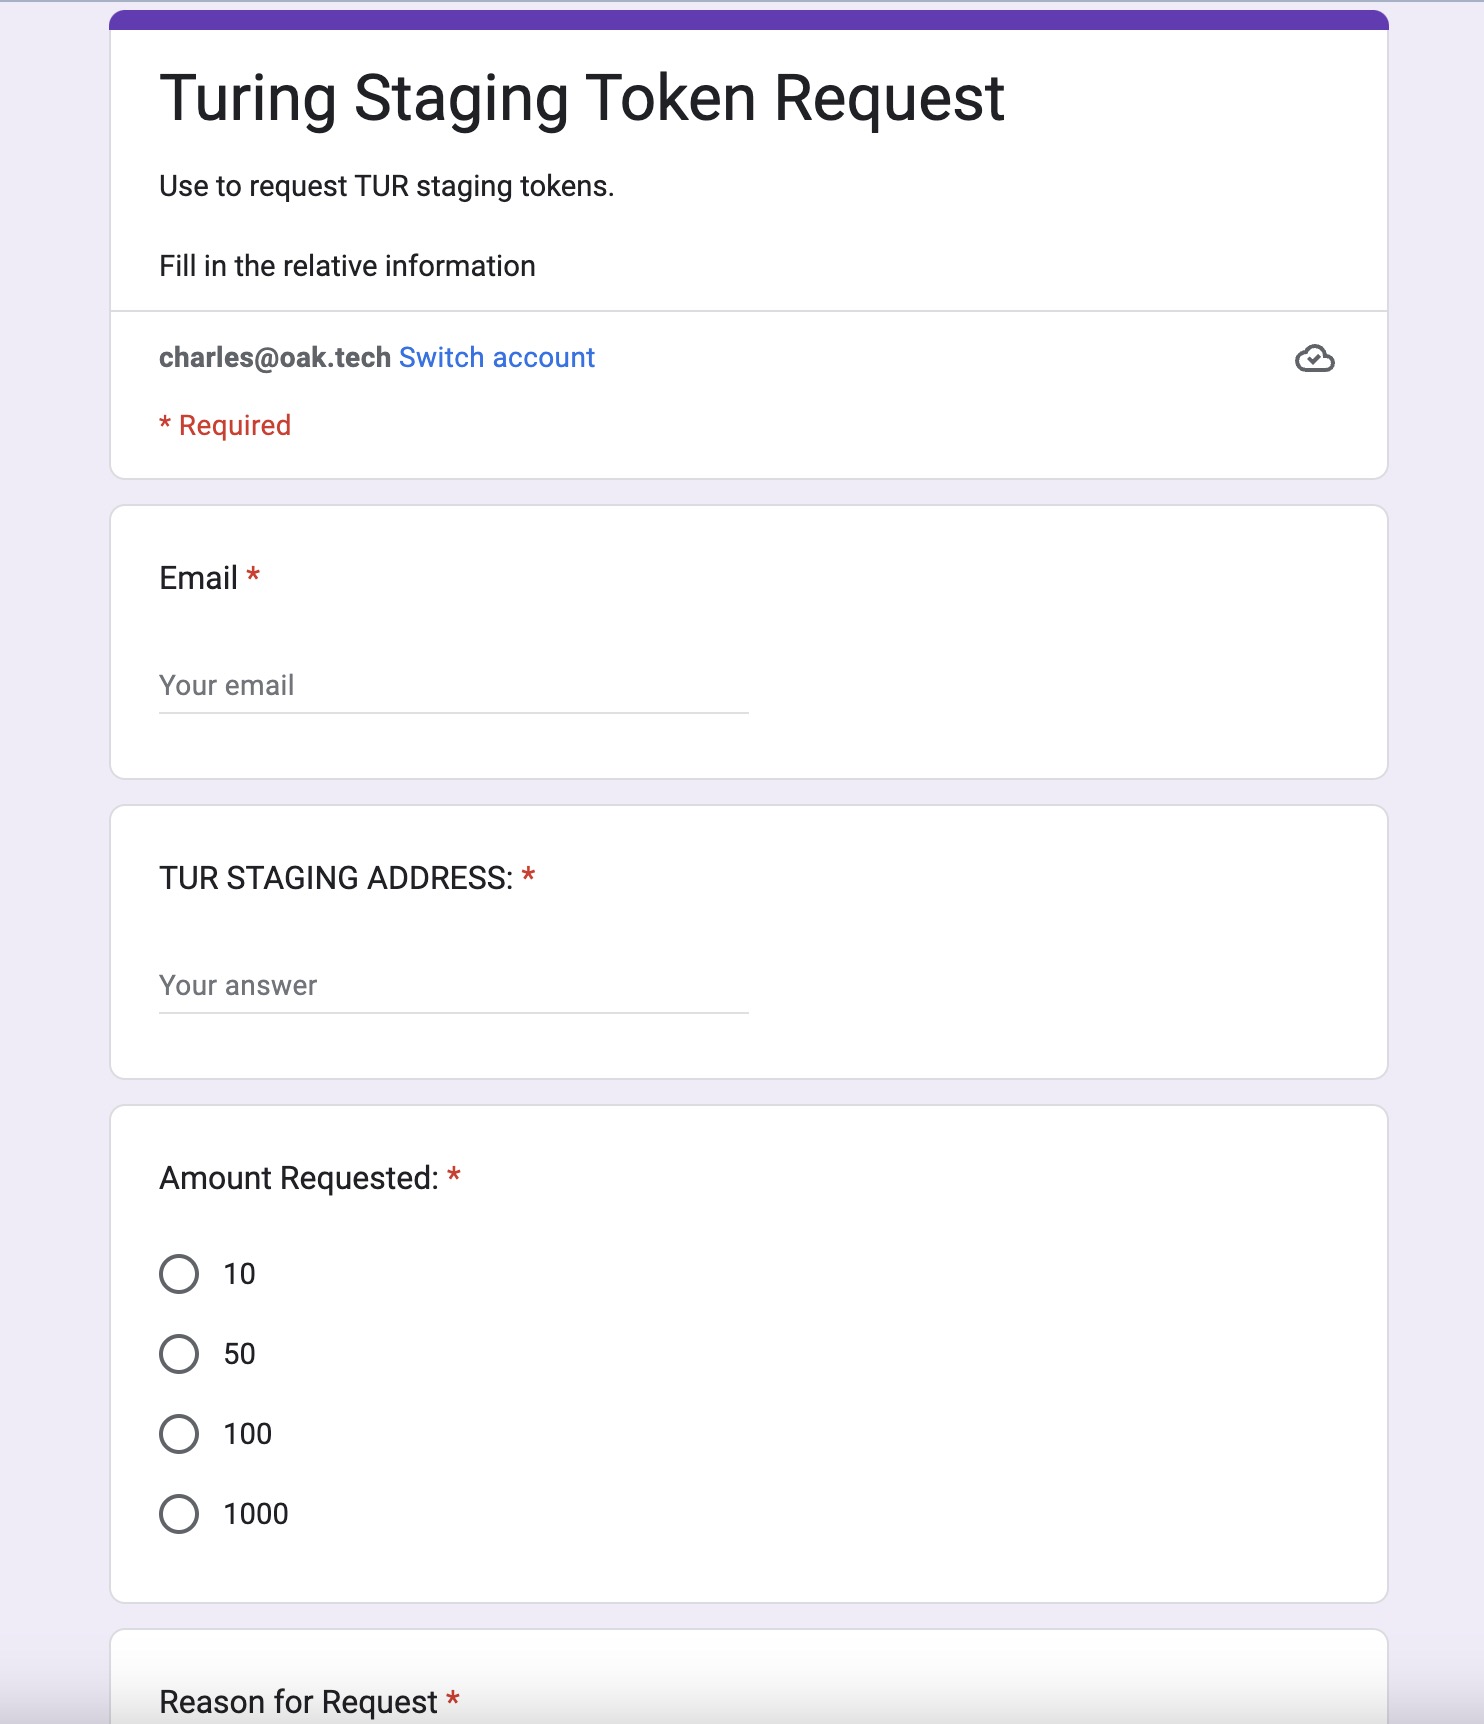 Turing Staging Token Request
Use to request TUR staging tokens.
Fill in the relative information
charles@oak.tech Switch account
* Required
Email *
Your email
TUR STAGING ADDRESS: *
Your answer
Amount Requested: *
10
50
100
1000
Reason for Request *